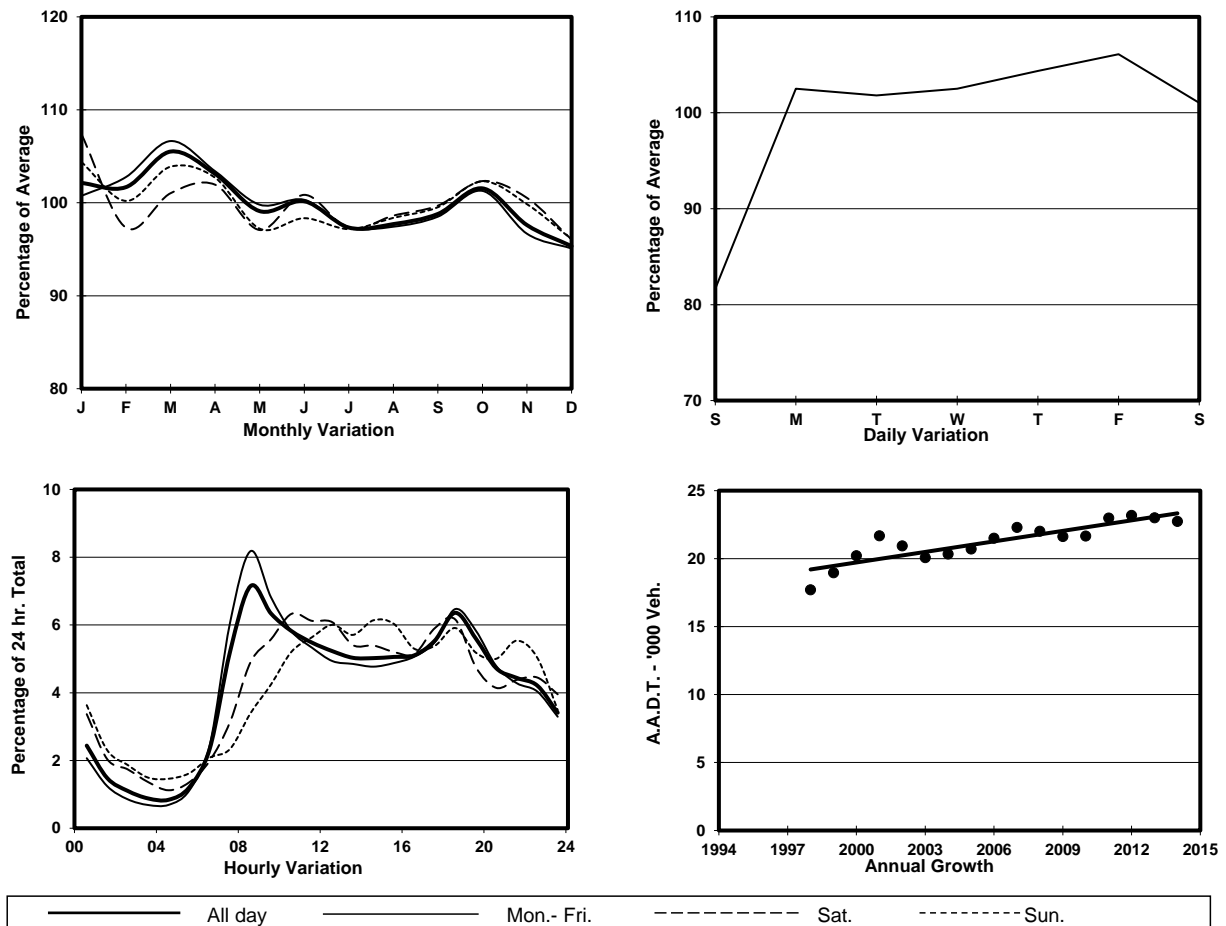 120
110
100
90
80
Percentage of Average
J F M A M J J A S O N D
Monthly Variation
110
100
90
80
70
Percentage of Average
S M T W T F S
Daily Variation
10
8
6
4
2
0
Percentage of 24 hr. Total
00 04 08 12 16 20 24
Hourly Variation
25
20
15
10
5
0
A.A.D.T. - '000 Veh.
1994 1997 2000 2003 2006 2009 2012 2015
Annual Growth
All day Mon.- Fri. Sat. Sun.